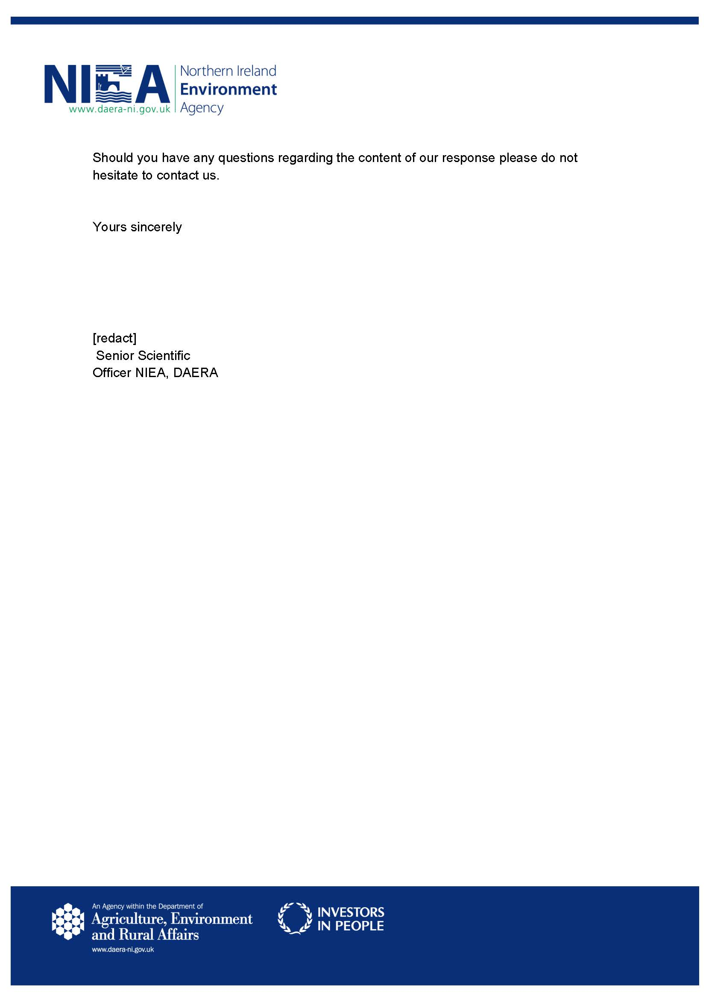 NIEA
www.daera-ni.gov.uk
Northern Ireland
Environment
Agency
Should you have any questions regarding the content of our response please do not
hesitate to contact us.
Yours sincerely
[redact]
Senior Scientific
Officer NIEA, DAERA
An Agency within the Department of
Agriculture, Environment
and Rural Affairs
www.daera-ni.gov.uk
INVESTORS
IN PEOPLE